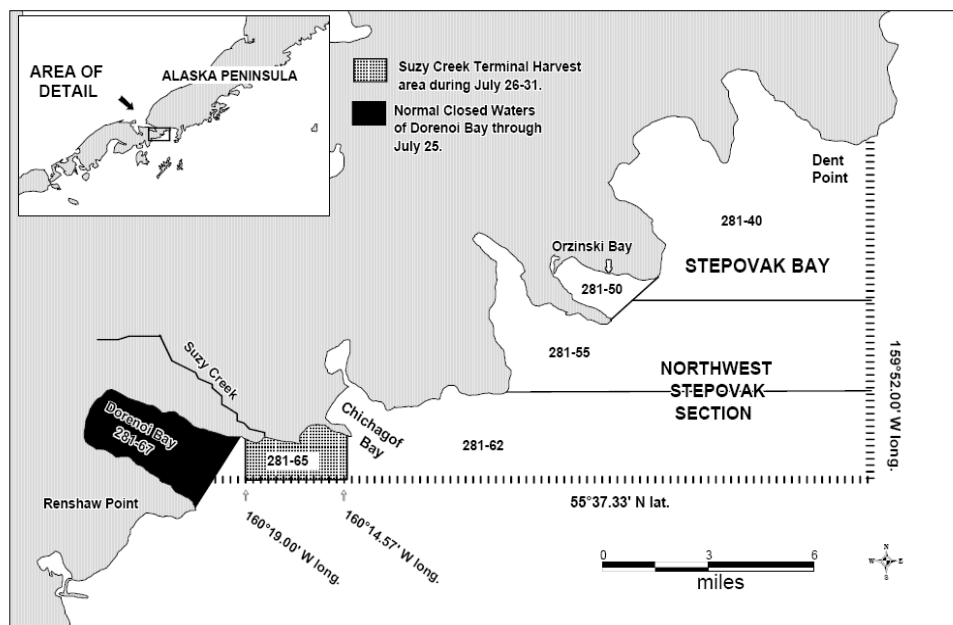 AREA OF
DETAIL
ALASKA PENINSULA
Suzy Creek Terminal Harvest
area during July 26-31.
Normal Closed Waters
of Dorenoi Bay through
July 25.
Dent
Point
281-40
Orzinski Bay
STEPOVAK BAY
281-50
281-55
159°52.00' W long.
NORTHWEST
STEPOVAK
SECTION
Suzy Creek
Chichagof
Bay
Dorenoi Bay
281-67
281-62
281-65
Renshaw Point
55°37.33' N lat.
160°19.00' W long.
160°14.57' W long.
0 3 6
miles
N
W E
S